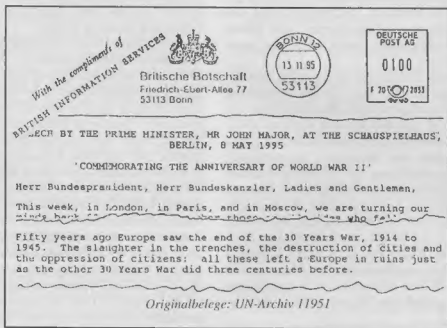 With the compliments of
BRITISH INFORMATION SERVICES
Britische Botschaft
Friedrich-Ebert-Allee 77
53113 Bonn
BONN 12
13 11 95
53113
DEUTSCHE
POST AG
0100
ECH BY THE PRIME MINISTER, MR JOHN MAJOR, AT THE SCHAUSPIELHAUS,
BERLIN, 8 MAY 1995
'COMMEMORATING THE ANNIVERSARY OF WORLD WAR II'
Herr Bundespraesident, Herr Bundeskanzler, Ladies and Gentlemen,
This week, in London, in Paris, and in Moscow, we are turning our
minds back who
Fifty years ago Europe saw the end of the 30 Years War, 1914 to
1945. The slaughter in the trenches, the destruction of cities and
the oppression of citizens: all these left a Europe in ruins just
as the other 30 Years War did three centuries before.
Originalbelege: UN-Archiv 11951